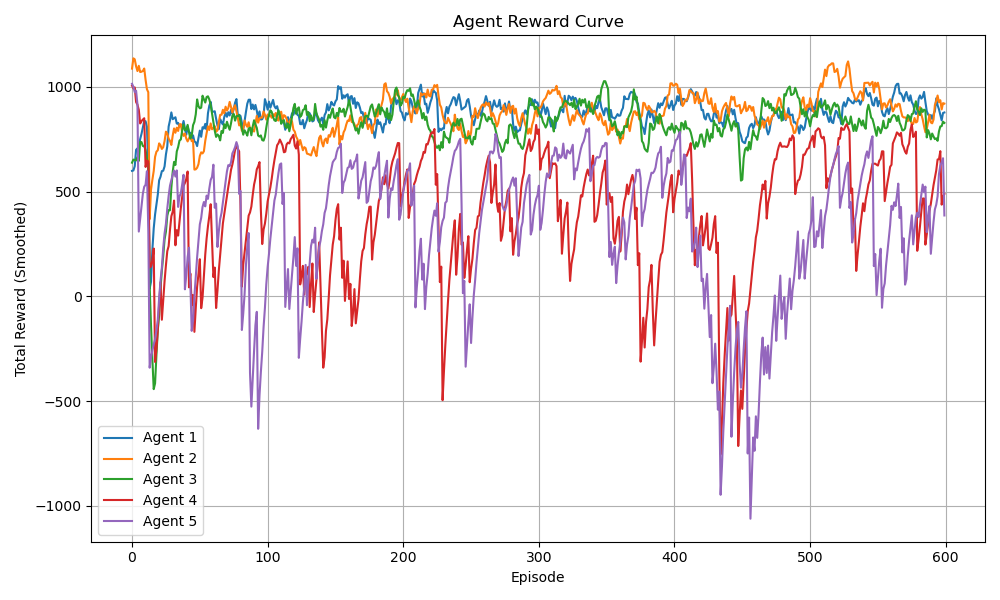 Agent Reward Curve
Total Reward (Smoothed)
1000
500
0
−500
−1000
Agent 1
Agent 2
Agent 3
Agent 4
Agent 5
0 100 200 300 400 500 600
Episode